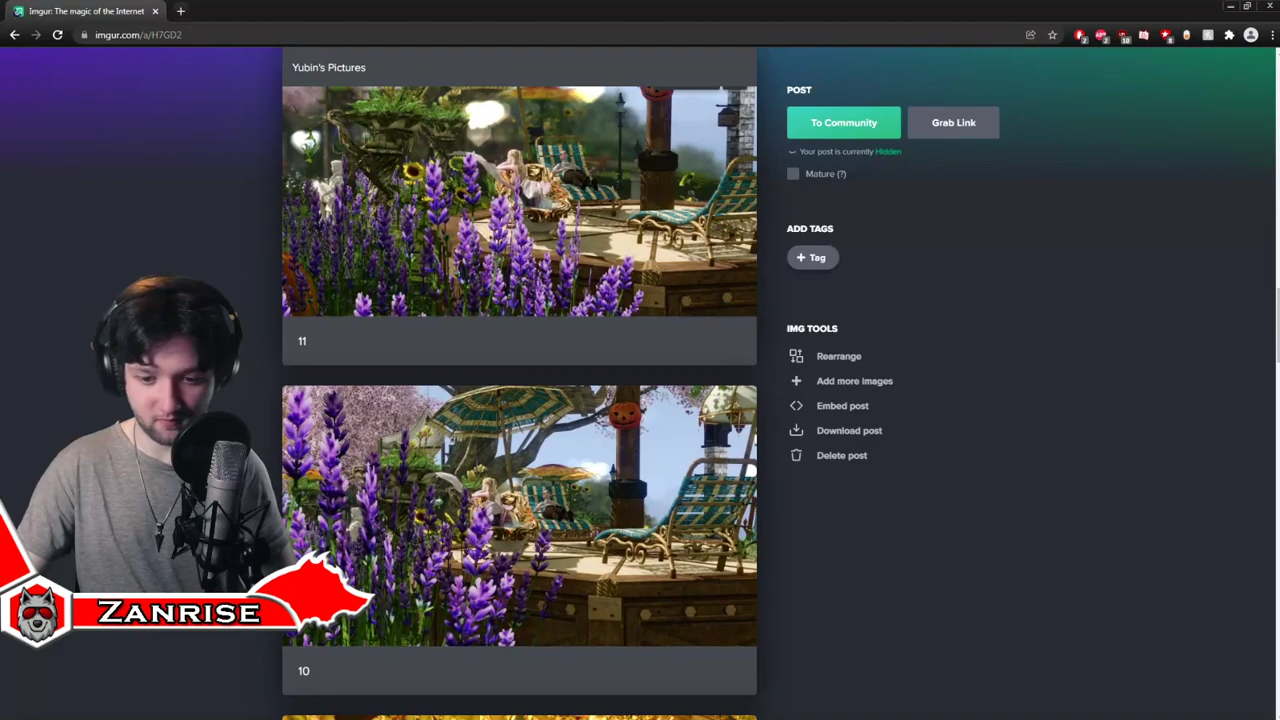 Imgur: The magic of the Internet
imgur.com/a/H7GD2
Yubin's Pictures
POST
To Community
Grab Link
Your post is currently Hidden
Mature (?)
ADD TAGS
+ Tag
11
IMG TOOLS
Rearrange
Add more images
Embed post
Download post
Delete post
10
ZANRISE